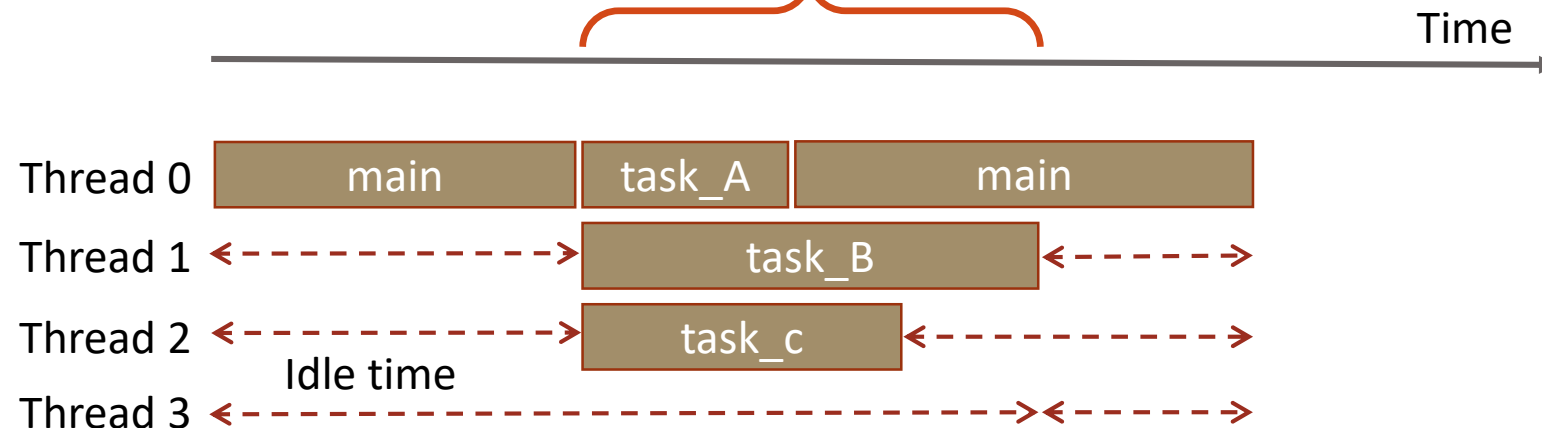 Time
Thread 0 main task_A main
Thread 1 task_B
Thread 2 task_c
Idle time
Thread 3